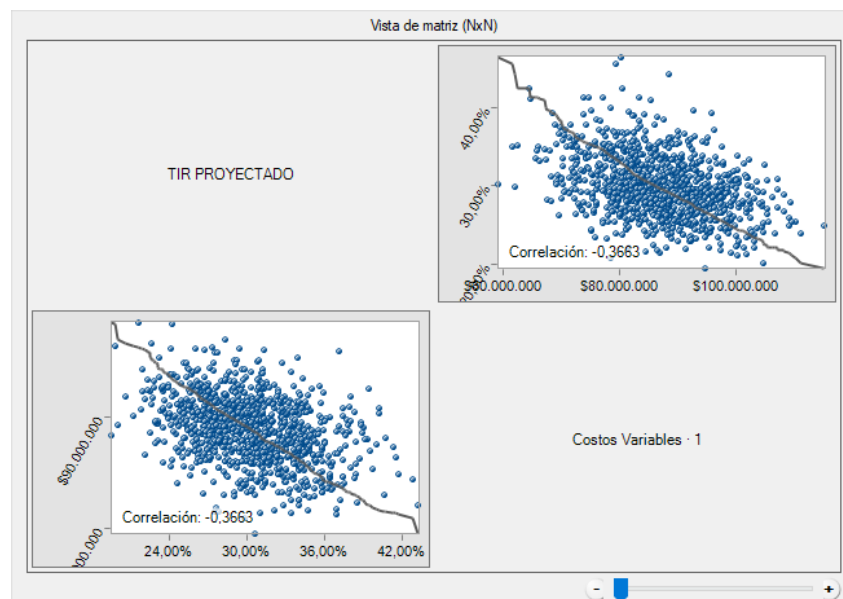 Vista de matriz (NxN)
TIR PROYECTADO
40,00%
30,00%
Correlación: -0,3663
$80.000.000
$100.000.000
Costos Variables · 1
$90.000.000
Correlación: -0,3663
24,00%
30,00%
36,00%
42,00%
-
+